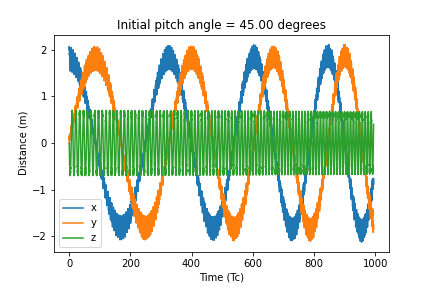 Initial pitch angle = 45.00 degrees
Distance (m)
2
1
0
−1
−2
x
y
z
0
200
400
600
800
1000
Time (Tc)